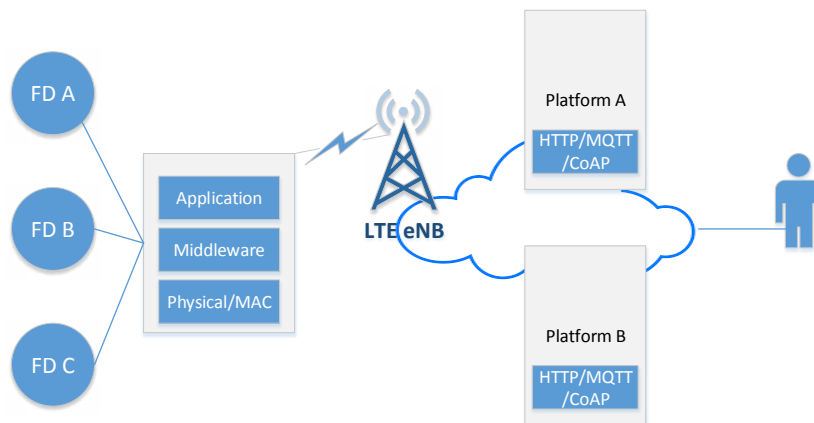 FD A
FD B
FD C
Application
Middleware
Physical/MAC
LTE eNB
Platform A
HTTP/MQTT
/CoAP
Platform B
HTTP/MQTT
/CoAP